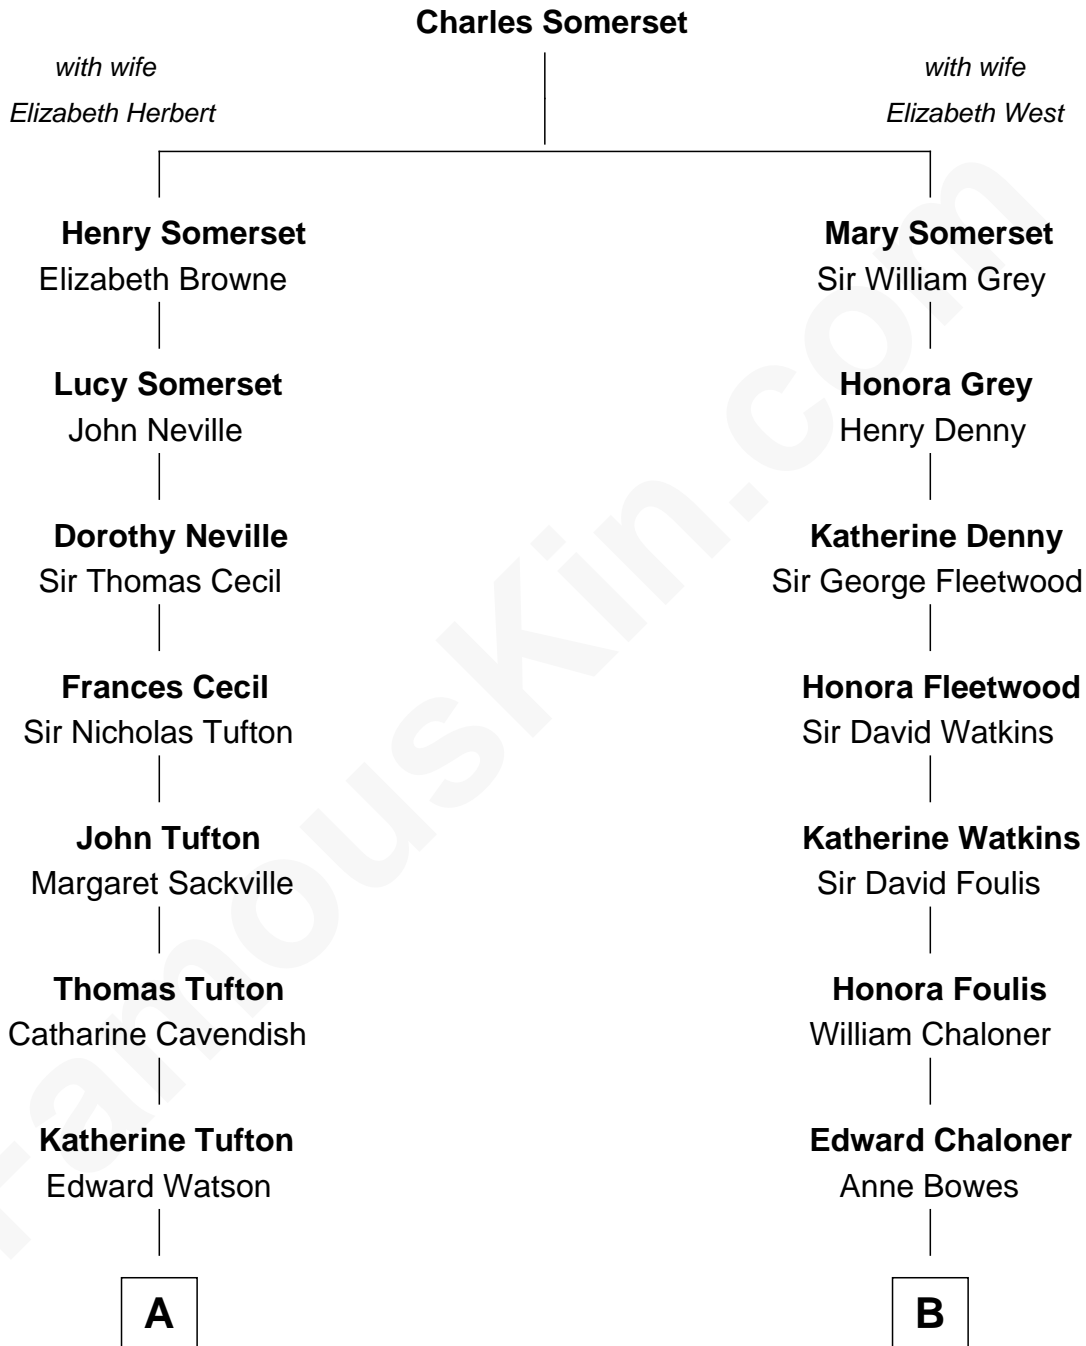 Charles Somerset
with wife
Elizabeth Herbert
with wife
Elizabeth West
Henry Somerset
Elizabeth Browne
Mary Somerset
Sir William Grey
Lucy Somerset
John Neville
Honora Grey
Henry Denny
Dorothy Neville
Sir Thomas Cecil
Katherine Denny
Sir George Fleetwood
Frances Cecil
Sir Nicholas Tufton
Honora Fleetwood
Sir David Watkins
John Tufton
Margaret Sackville
Katherine Watkins
Sir David Foulis
Thomas Tufton
Catharine Cavendish
Honora Foulis
William Chaloner
Katherine Tufton
Edward Watson
Edward Chaloner
Anne Bowes
A
B
FamousKin.com